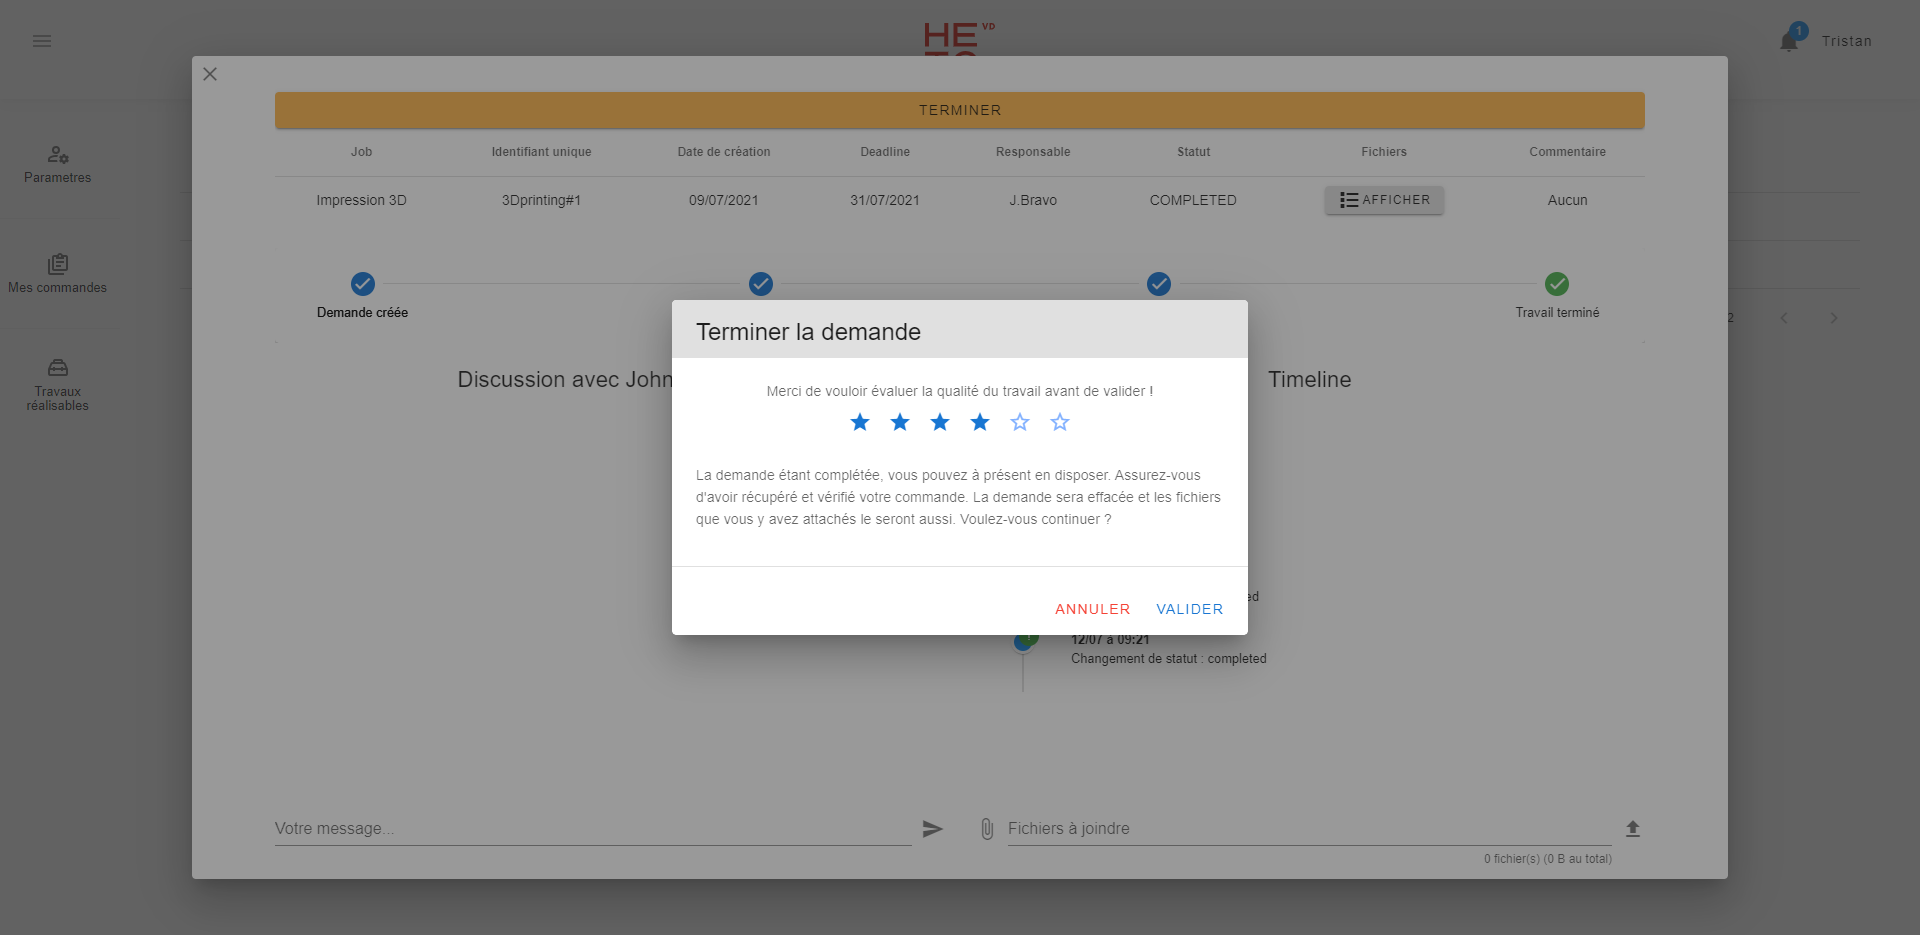 HE VD
1
Tristan
TERMINER
Job Identifiant unique Date de création Deadline Responsable Statut Fichiers Commentaire
Impression 3D 3Dprinting#1 09/07/2021 31/07/2021 J.Bravo COMPLETED AFFICHER Aucun
Parametres
Mes commandes
Travaux
réalisables
Demande créée
Travail terminé
2
Discussion avec John
Timeline
Terminer la demande
Merci de vouloir évaluer la qualité du travail avant de valider !
La demande étant complétée, vous pouvez à présent en disposer. Assurez-vous
d'avoir récupéré et vérifié votre commande. La demande sera effacée et les fichiers
que vous y avez attachés le seront aussi. Voulez-vous continuer ?
ANNULER VALIDER
ed
12/07 à 09:21
Changement de statut : completed
Votre message...
Fichiers à joindre
0 fichier(s) (0 B au total)